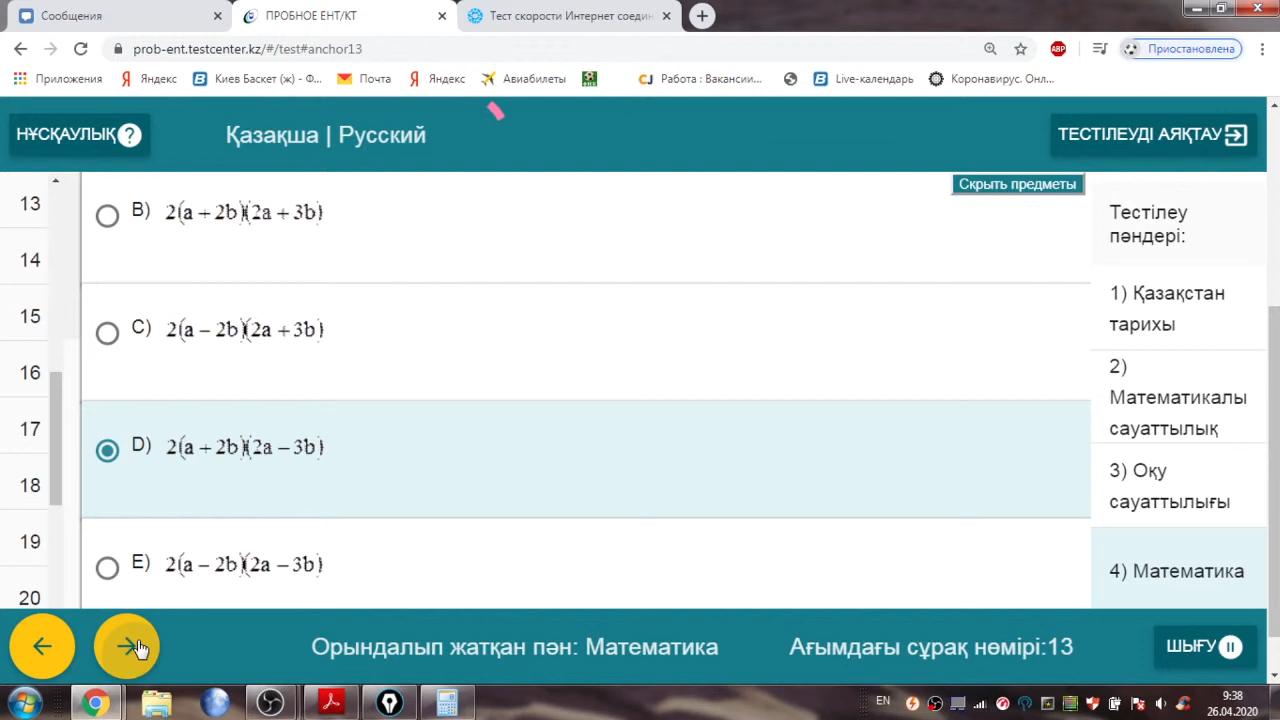 Сообщения
ПРОБНОЕ ЕНТ/КТ
Тест скорости Интернет соедин
prob-ent.testcenter.kz/#/test#anchor13
ABP
Приостановлена
Приложения
Яндекс
Киев Баскет (ж) - Ф...
Почта
Яндекс
Авиабилеты
Работа : Вакансии...
Live-календарь
Коронавирус. Онл...
НҰСҚАУЛЫҚ ?
Қазақша | Русский
ТЕСТІЛЕУДІ АЯҚТАУ
Скрыть предметы
13
14
15
16
17
18
19
20
B) 2(a + 2b)(2a + 3b)
C) 2(a − 2b)(2a + 3b)
D) 2(a + 2b)(2a − 3b)
E) 2(a − 2b)(2a − 3b)
Тестілеу
пәндері:
1) Қазақстан
тарихы
2)
Математикалы
сауаттылық
3) Оқу
сауаттылығы
4) Математика
Орындалып жатқан пән: Математика
Ағымдағы сұрақ нөмірі:13
ШЫҒУ
EN
9:38
26.04.2020